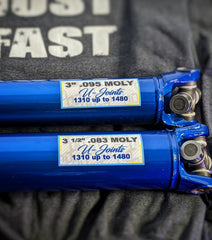 FAST
3" .095 MOLY
U-Joints
1310 up to 1480
3 1/2" .083 MOLY
U-Joints
1310 up to 1480